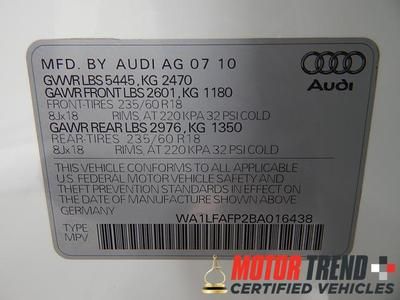 MFD. BY AUDI AG 07 10
GVWR LBS 5445, KG 2470
GAWR FRONT LBS 2601, KG 1180
FRONT-TIRES 235/60 R18
8Jx18 RIMS, AT 220 KPA 32 PSI COLD
GAWR REAR LBS 2976, KG 1350
REAR-TIRES 235/60 R18
8Jx18 RIMS, AT 220 KPA 32 PSI COLD
THIS VEHICLE CONFORMS TO ALL APPLICABLE
U.S. FEDERAL MOTOR VEHICLE SAFETY AND
THEFT PREVENTION STANDARDS IN EFFECT ON
THE DATE OF MANUFACTURE SHOWN ABOVE
MADE IN GERMANY
WA1LFAFP2BA016438
TYPE
MPV
Audi
MOTOR TREND
CERTIFIED VEHICLES